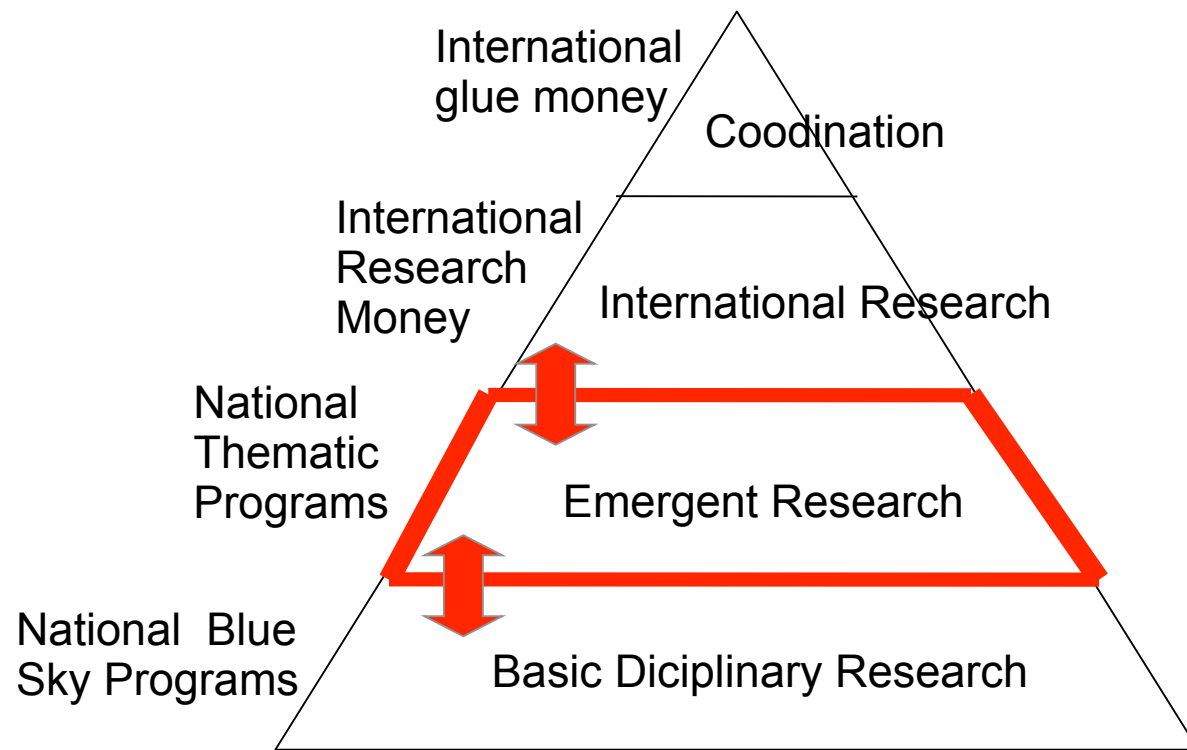 International
glue money
Coodination
International
Research
Money
International Research
National
Thematic
Programs
Emergent Research
National  Blue
Sky Programs
Basic Diciplinary Research